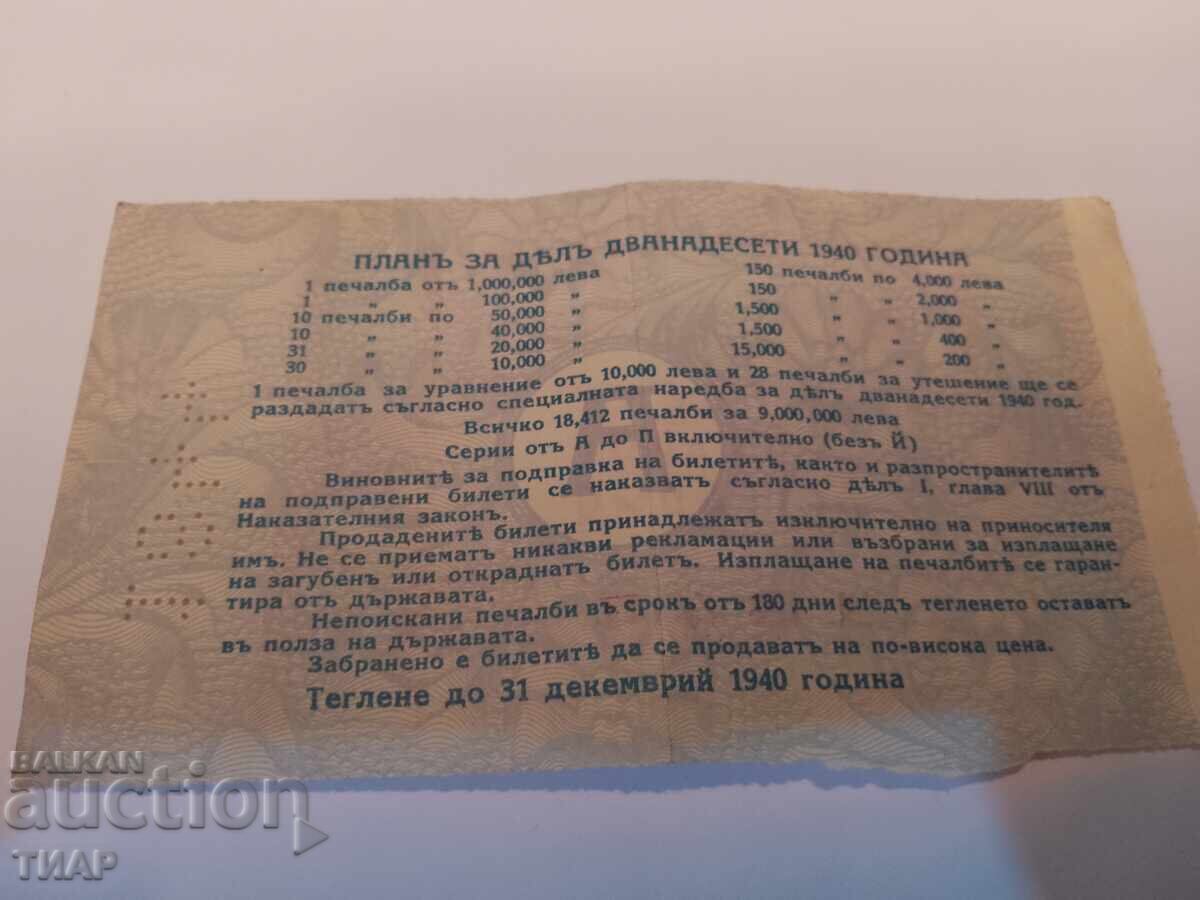 ПЛАНЪ ЗА ДѢЛЪ ДВАНАДЕСЕТИ 1940 ГОДИНА
1 печалба отъ 1,000,000 лева
1 „ „ 100,000 „
10 печалби по 50,000 „
10 „ „ 40,000 „
31 „ „ 20,000 „
30 „ „ 10,000 „
150 печалби по 4,000 лева
150 „ „ 2,000 „
1,500 „ „ 1,000 „
1,500 „ „ 400 „
15,000 „ „ 200 „
1 печалба за уравнение отъ 10,000 лева и 28 печалби за утешение ще се
раздадатъ съгласно специалната наредба за дѣлъ дванадесети 1940 год.
Всичко 18,412 печалби за 9,000,000 лева
Серии отъ А до П включително (безъ Й)
Виновнитѣ за подправка на билетитѣ, както и разпространителитѣ
на подправени билети се наказватъ съгласно дѣлъ I, глава VIII отъ
Наказателния законъ.
Продаденитѣ билети принадлежатъ изключително на приносителя
имъ. Не се приематъ никакви рекламации или възбрани за изплащане
на загубенъ или откраднатъ билетъ. Изплащане на печалбитѣ се гаран-
тира отъ държавата.
Непоискани печалби въ срокъ отъ 180 дни следъ тегленето оставатъ
въ полза на държавата.
Забранено е билетитѣ да се продаватъ на по-висока цена.
Теглене до 31 декемврий 1940 година
BALKAN
auction
ТИАР